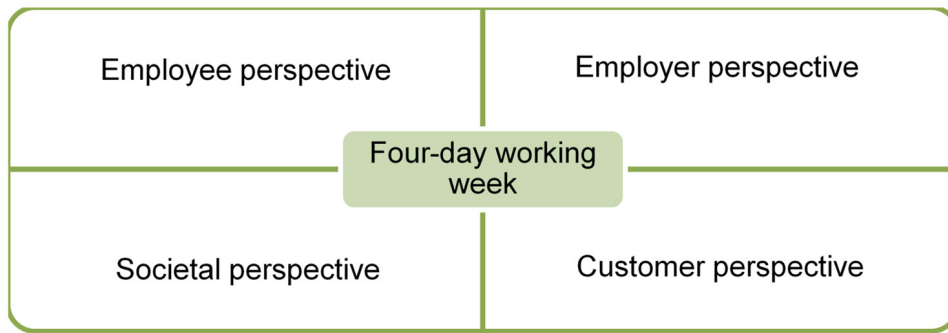 Employee perspective
Employer perspective
Four-day working
week
Societal perspective
Customer perspective